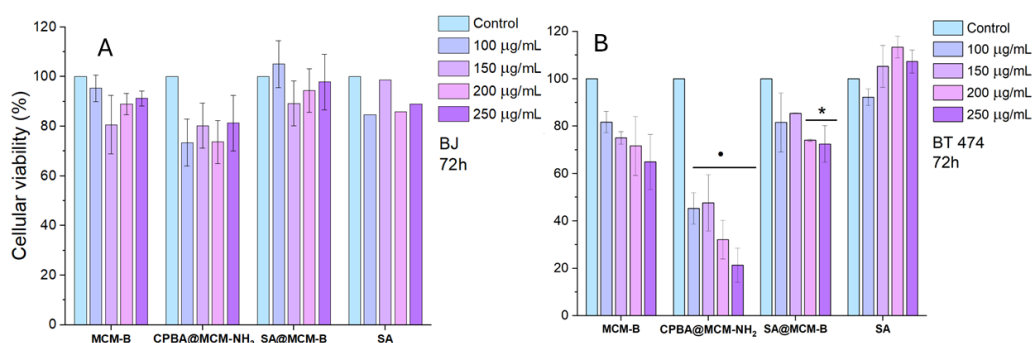 A
Cellular viability (%)
120
100
80
60
40
20
0
MCM-B CPBA@MCM-NH2 SA@MCM-B SA
Control
100 µg/mL
150 µg/mL
200 µg/mL
250 µg/mL
BJ
72h
B
120
100
80
60
40
20
0
•
*
MCM-B CPBA@MCM-NH₂ SA@MCM-B SA
Control
100 µg/mL
150 µg/mL
200 µg/mL
250 µg/mL
BT 474
72h